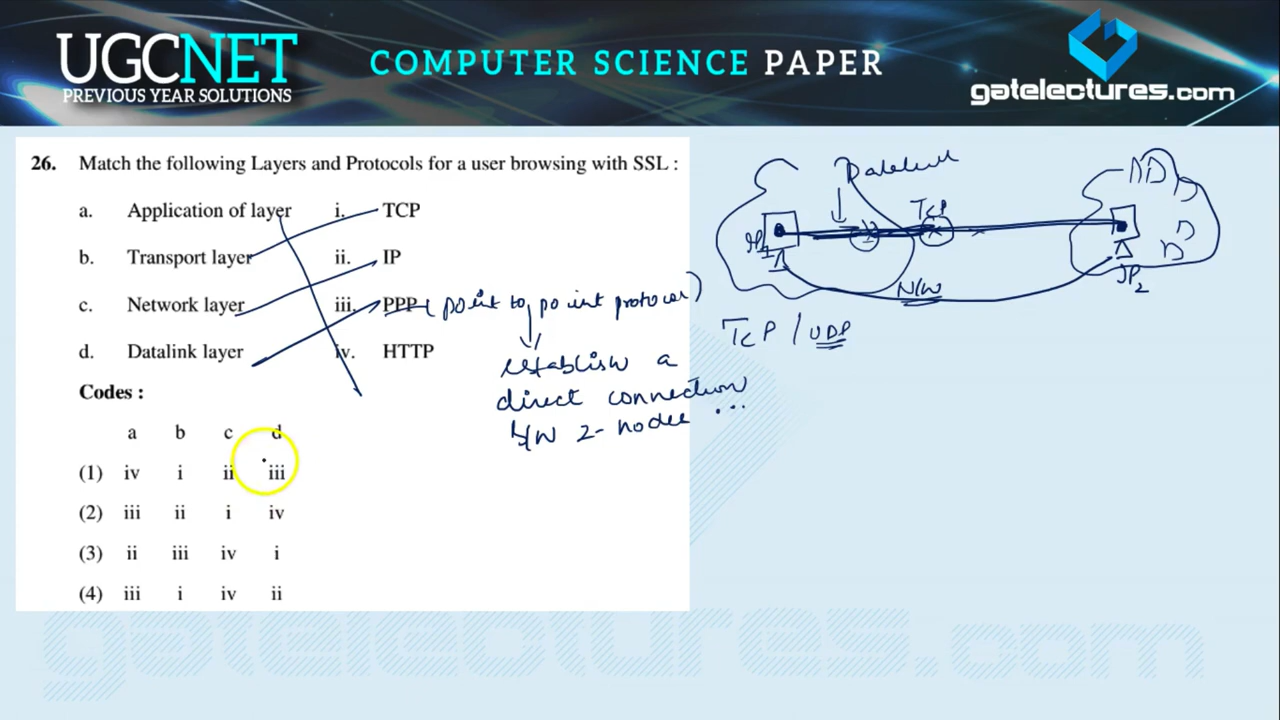 UGCNET
PREVIOUS YEAR SOLUTIONS
COMPUTER SCIENCE PAPER
gatelectures.com
26. Match the following Layers and Protocols for a user browsing with SSL :
a. Application of layer i. TCP
b. Transport layer ii. IP
c. Network layer iii. PPP (point to point protocol)
d. Datalink layer iv. HTTP
establish a
direct connection
b/w 2- nodes ...
Codes :
a b c d
(1) iv i ii iii
(2) iii ii i iv
(3) ii iii iv i
(4) iii i iv ii
Datalink
TCP
IP1
N/W
IP2
TCP / UDP
gatelectures.com